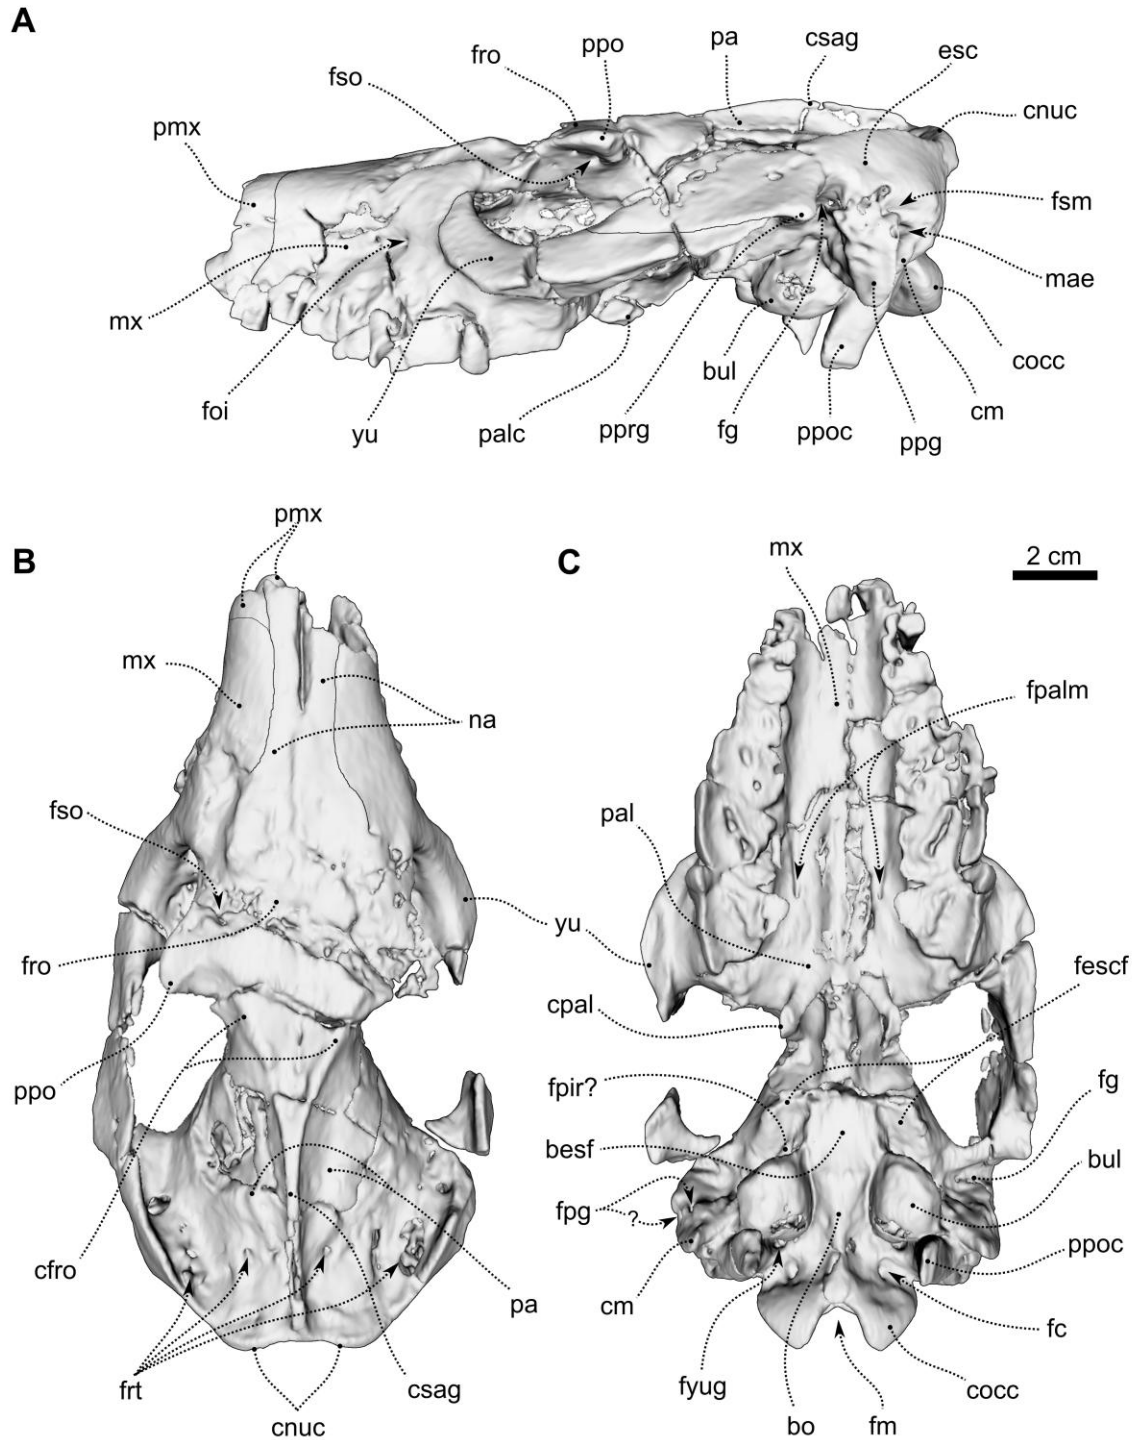 A
pmx
fso
fro
ppo
pa
csag
esc
cnuc
fsm
mae
cocc
cm
ppg
ppoc
fg
bul
pprg
palc
yu
foi
mx
B
pmx
mx
na
fso
fro
yu
ppo
cfro
frt
cnuc
csag
pa
C
2 cm
mx
fpalm
pal
cpal
fescf
fpir?
fg
besf
bul
fpg
?
ppoc
cm
fc
fyug
bo
fm
cocc